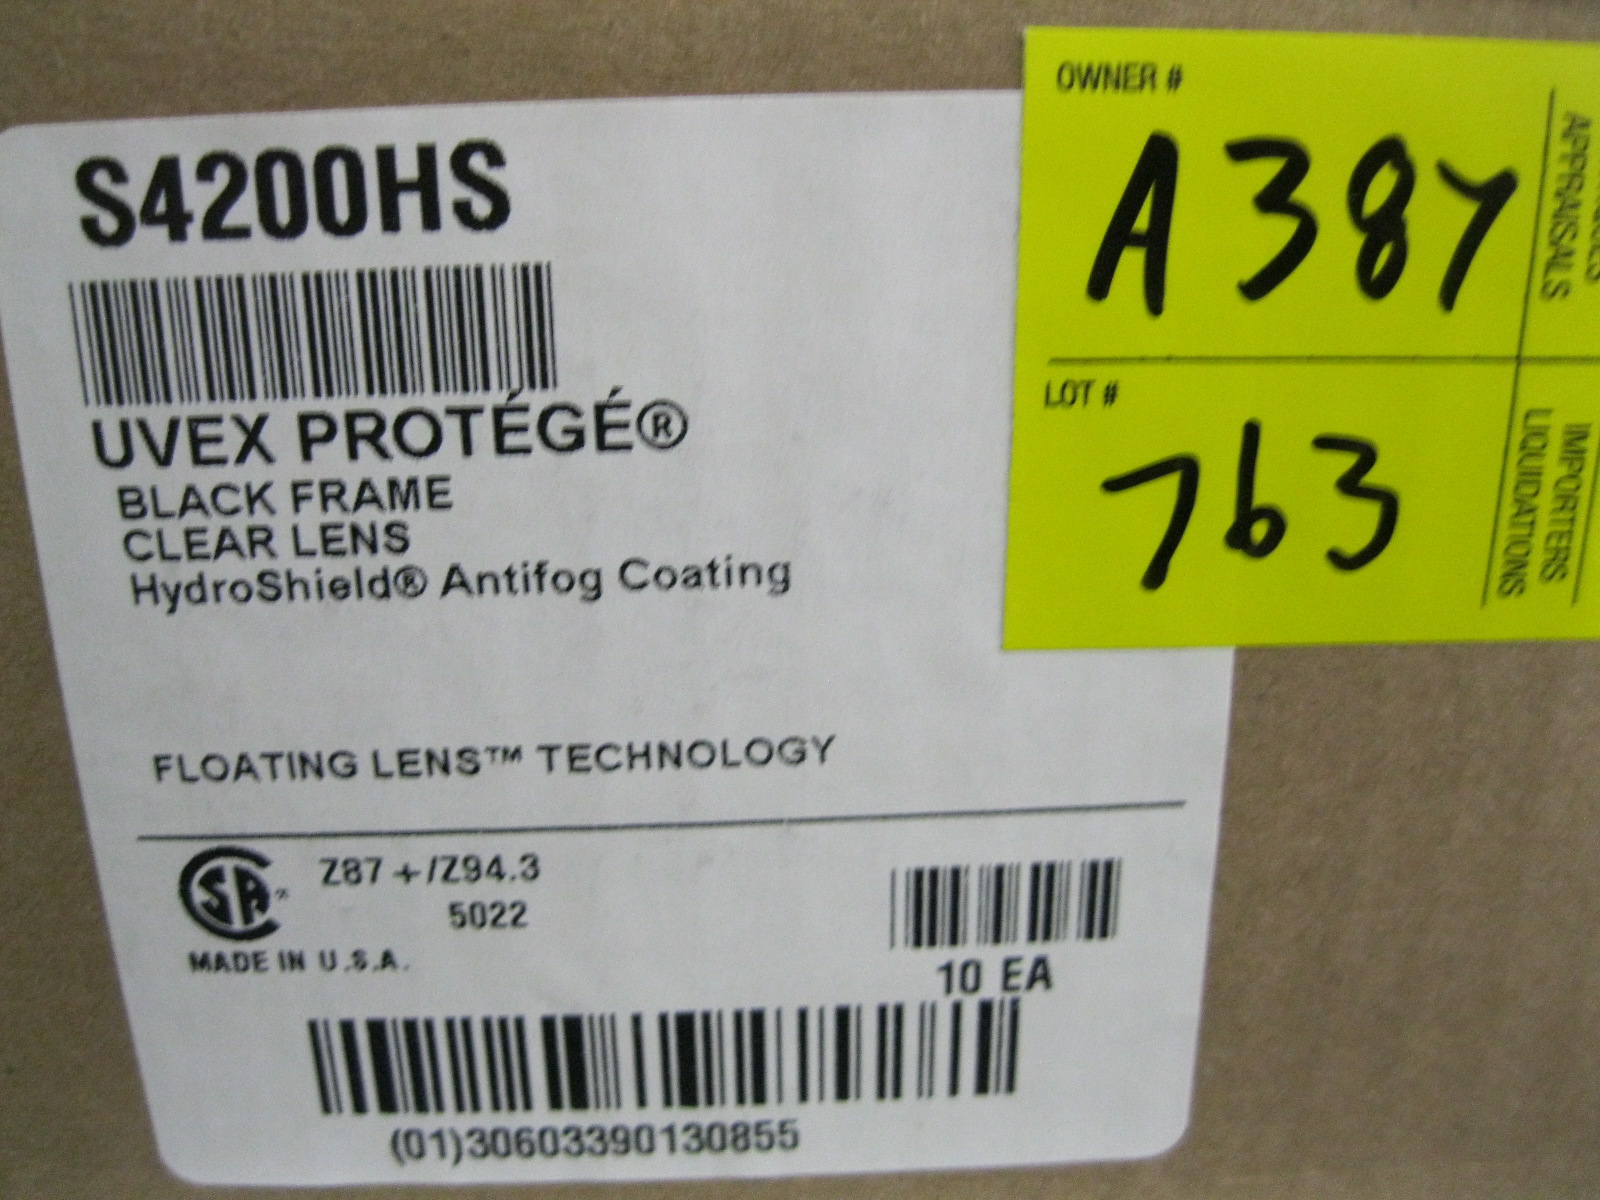 S4200HS
UVEX PROTÉGÉ®
BLACK FRAME
CLEAR LENS
HydroShield® Antifog Coating
FLOATING LENS™ TECHNOLOGY
Z87+/Z94.3
5022
MADE IN U.S.A.
10 EA
(01)30603390130855
OWNER #
A38Y
LOT #
763
APPRAISALS
IMPORTERS
LIQUIDATIONS